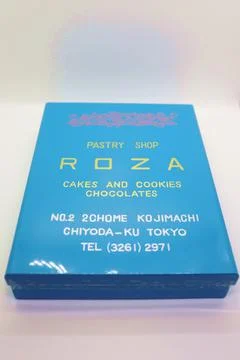 PASTRY SHOP
ROZA
CAKES AND COOKIES
CHOCOLATES
NO.2 2CHOME KOJIMACHI
CHIYODA-KU TOKYO
TEL (3261) 2971